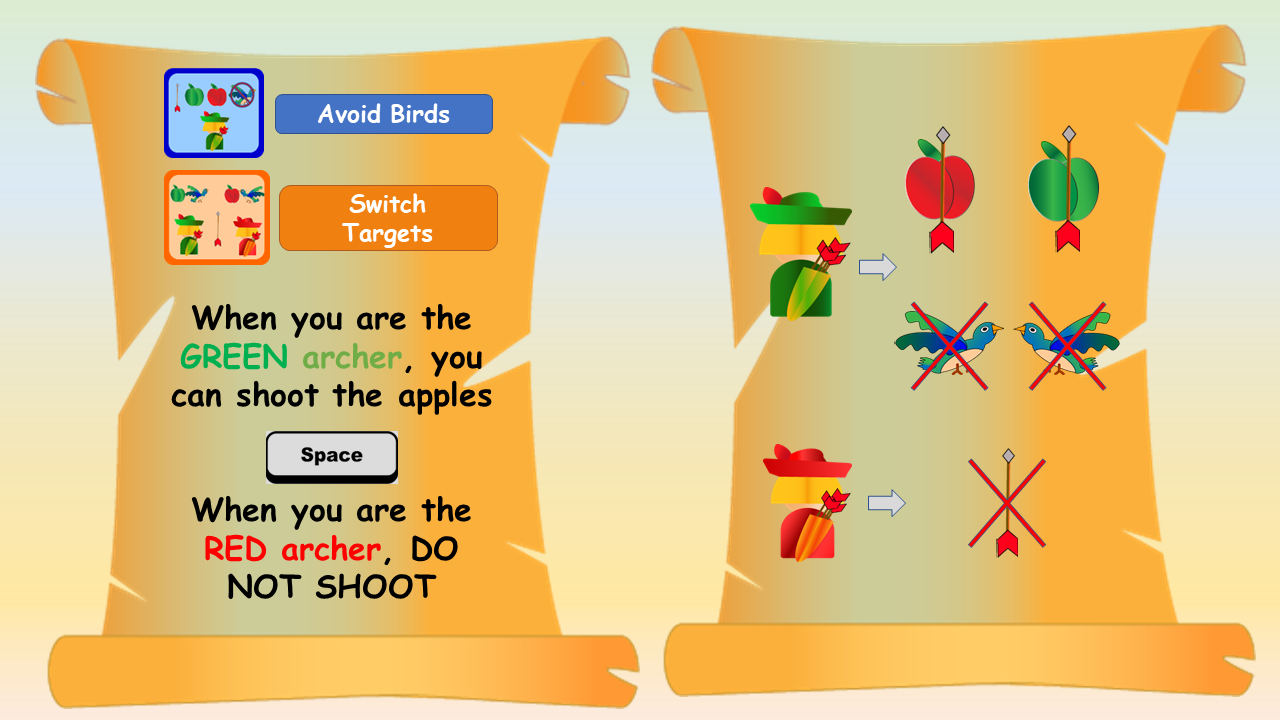 Avoid Birds
Switch
Targets
When you are the
GREEN archer, you
can shoot the apples
Space
When you are the
RED archer, DO
NOT SHOOT